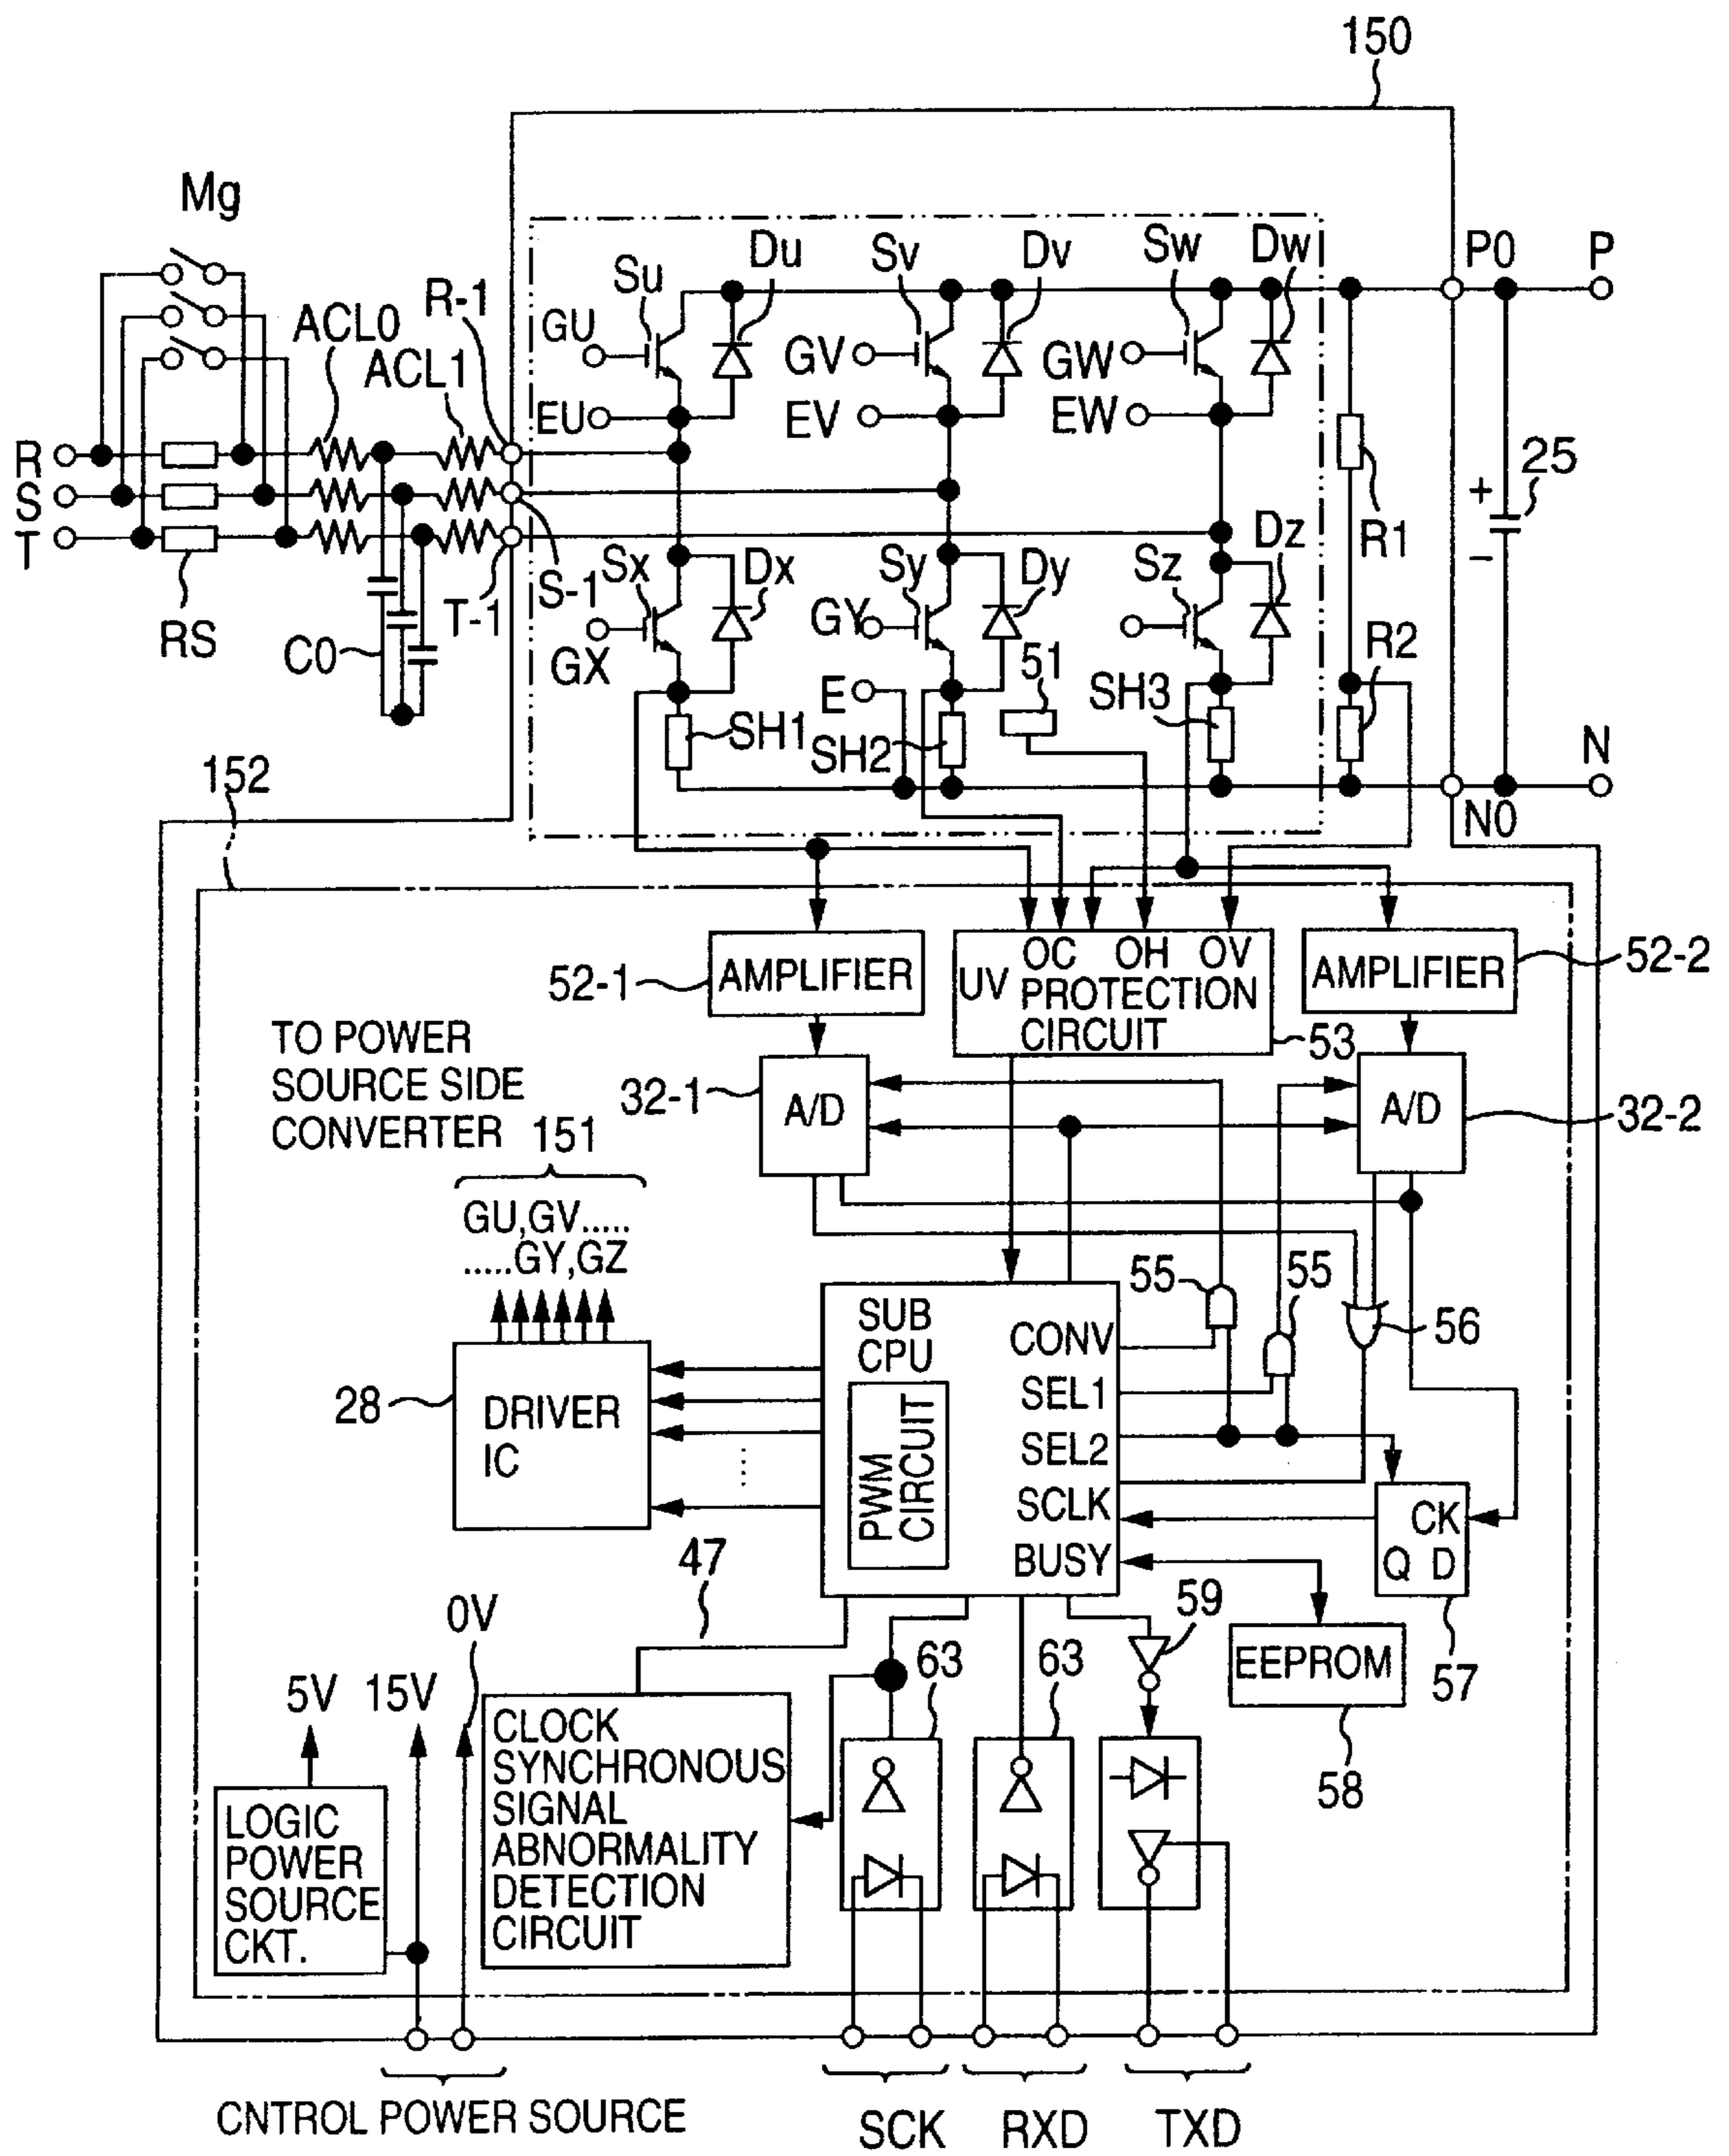 150
Mg
P0
P
Su
Du
Sv
Dv
Sw
Dw
R-1
ACL0
ACL1
GU
GV
GW
EU
EV
EW
R
S
T
25
+
−
R1
Sx
Dx
Sy
Dy
Sz
Dz
S-1
T-1
RS
C0
GX
GY
51
R2
E
SH1
SH2
SH3
N
N0
152
52-1
AMPLIFIER
UV
OC OH OV
PROTECTION
CIRCUIT
53
AMPLIFIER
52-2
TO POWER
SOURCE SIDE
CONVERTER
151
32-1
A/D
A/D
32-2
GU,GV.....
.....GY,GZ
55
55
56
28
DRIVER
IC
SUB
CPU
PWM
CIRCUIT
CONV
SEL1
SEL2
SCLK
BUSY
CK
Q D
57
47
0V
59
EEPROM
58
5V
15V
63
63
CLOCK
SYNCHRONOUS
SIGNAL
ABNORMALITY
DETECTION
CIRCUIT
LOGIC
POWER
SOURCE
CKT.
CNTROL POWER SOURCE
SCK
RXD
TXD